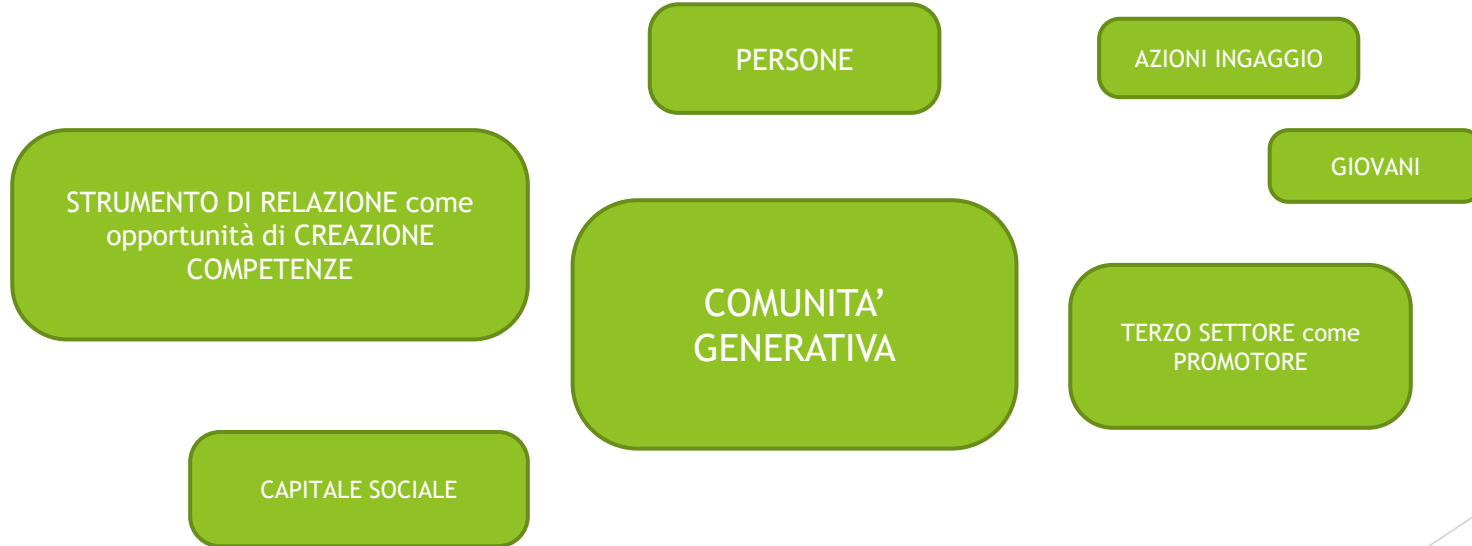 PERSONE
AZIONI INGAGGIO
GIOVANI
STRUMENTO DI RELAZIONE come
opportunità di CREAZIONE
COMPETENZE
COMUNITA’
GENERATIVA
TERZO SETTORE come
PROMOTORE
CAPITALE SOCIALE